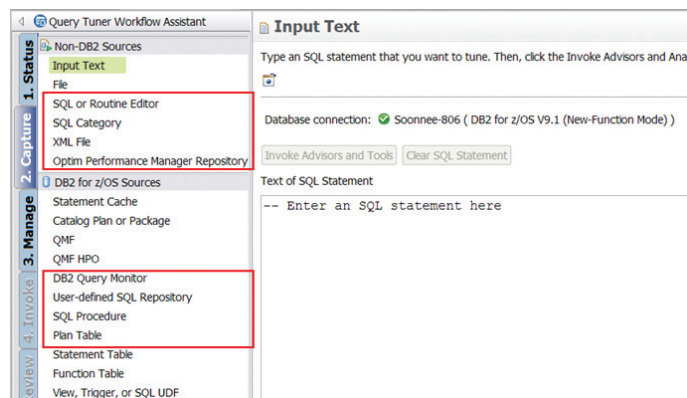 Query Tuner Workflow Assistant
1. Status
2. Capture
3. Manage
4. Invoke
Non-DB2 Sources
Input Text
File
SQL or Routine Editor
SQL Category
XML File
Optim Performance Manager Repository
DB2 for z/OS Sources
Statement Cache
Catalog Plan or Package
QMF
QMF HPO
DB2 Query Monitor
User-defined SQL Repository
SQL Procedure
Plan Table
Statement Table
Function Table
View, Trigger, or SQL UDF
Input Text
Type an SQL statement that you want to tune. Then, click the Invoke Advisors and Ana
Database connection: Soonnee-806 ( DB2 for z/OS V9.1 (New-Function Mode) )
Invoke Advisors and Tools Clear SQL Statement
Text of SQL Statement
-- Enter an SQL statement here